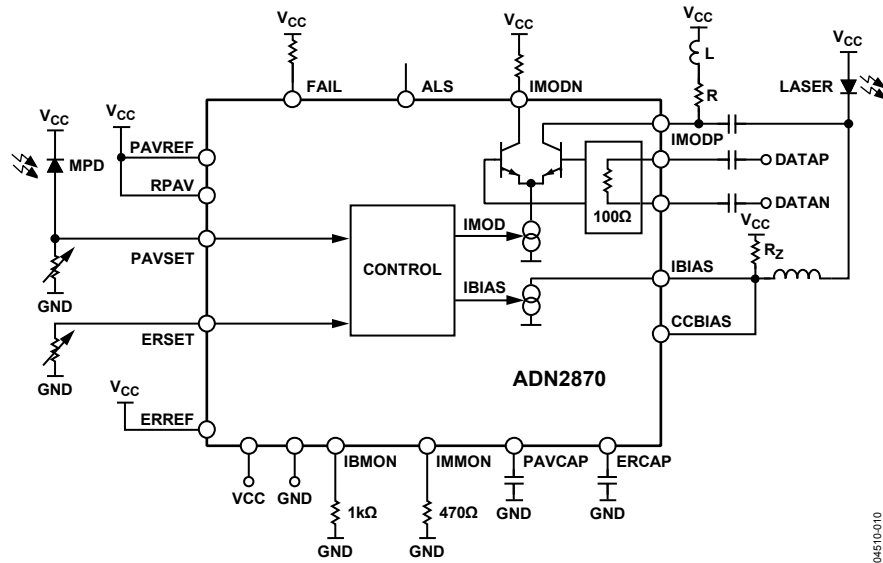 VCC
VCC
VCC
VCC
L
R
LASER
FAIL
ALS
IMODN
IMODP
VCC
VCC
MPD
PAVREF
RPAV
DATAP
DATAN
100Ω
IMOD
CONTROL
VCC
RZ
PAVSET
IBIAS
IBIAS
GND
CCBIAS
ERSET
GND
ADN2870
VCC
ERREF
IBMON
IMMON
PAVCAP
ERCAP
VCC
GND
1kΩ
470Ω
GND
GND
GND
GND
04510-010